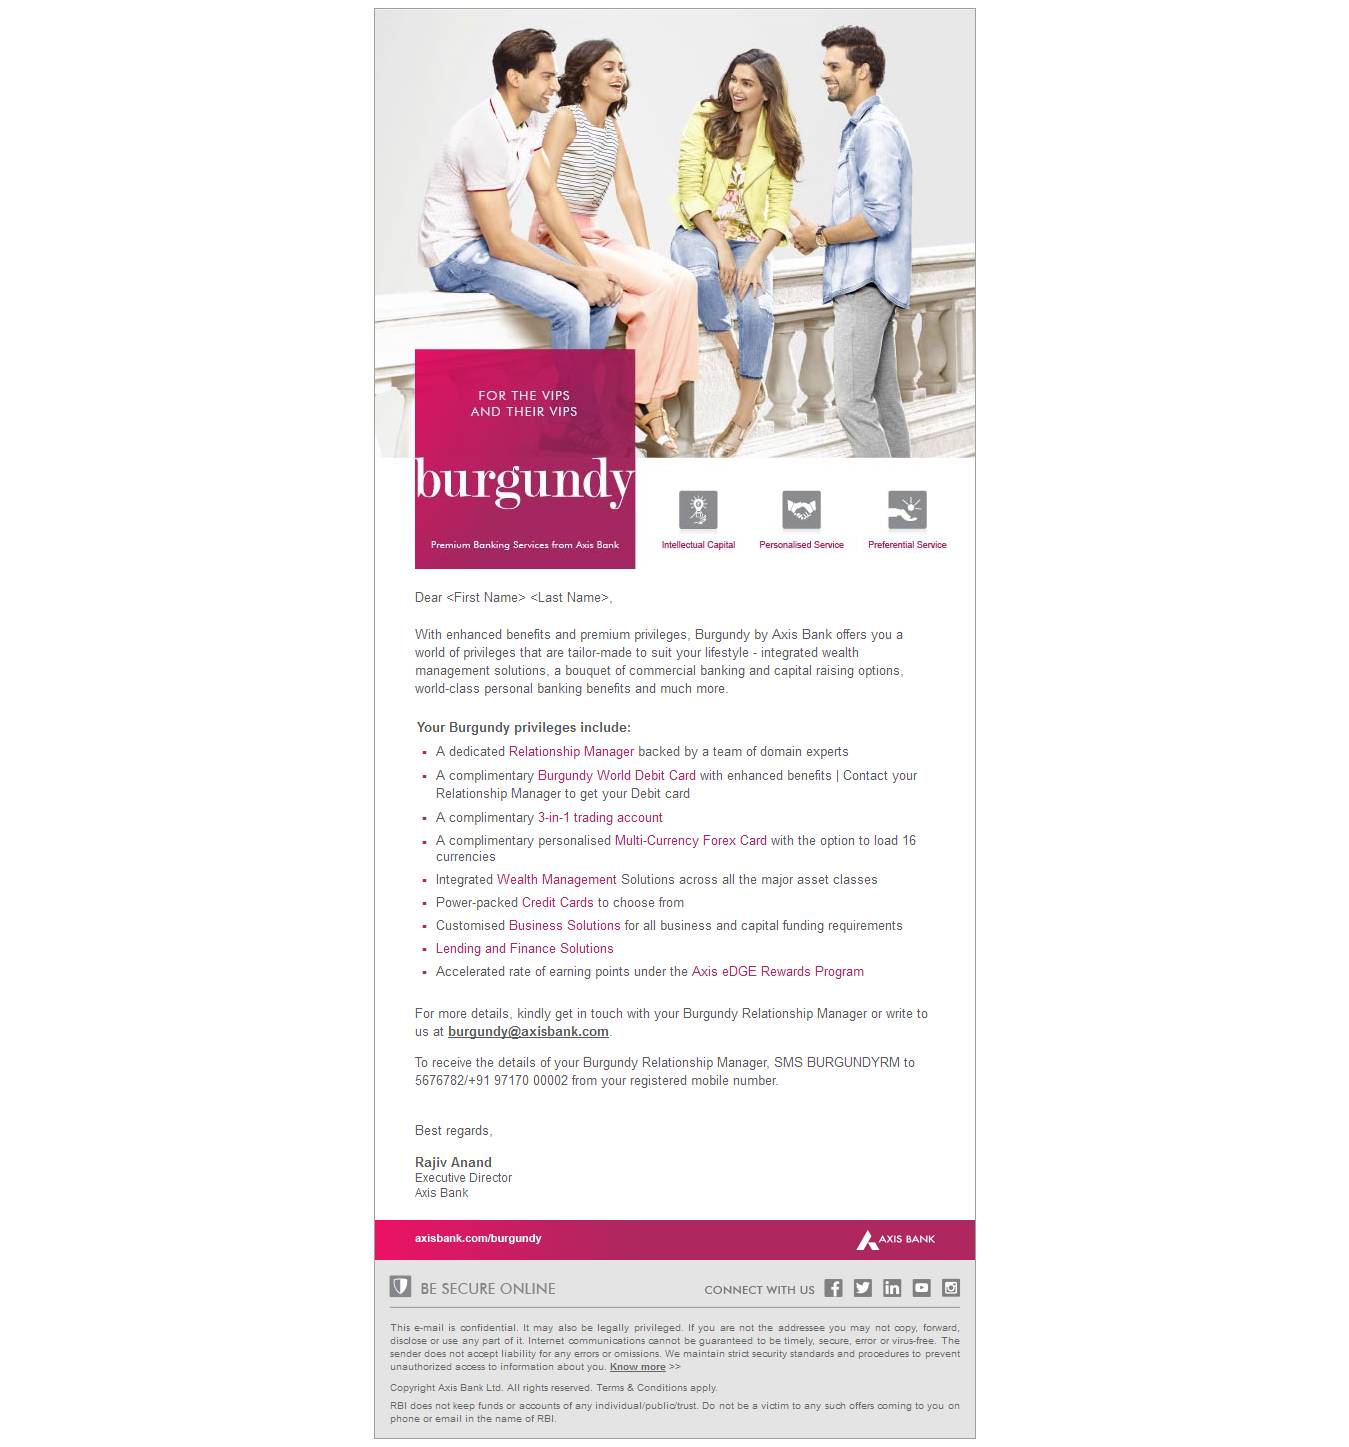 FOR THE VIPS
AND THEIR VIPS
burgundy
Premium Banking Services from Axis Bank
Intellectual Capital
Personalised Service
Preferential Service
Dear <First Name> <Last Name>,
With enhanced benefits and premium privileges, Burgundy by Axis Bank offers you a
world of privileges that are tailor-made to suit your lifestyle - integrated wealth
management solutions, a bouquet of commercial banking and capital raising options,
world-class personal banking benefits and much more.
Your Burgundy privileges include:
A dedicated Relationship Manager backed by a team of domain experts
A complimentary Burgundy World Debit Card with enhanced benefits | Contact your
Relationship Manager to get your Debit card
A complimentary 3-in-1 trading account
A complimentary personalised Multi-Currency Forex Card with the option to load 16
currencies
Integrated Wealth Management Solutions across all the major asset classes
Power-packed Credit Cards to choose from
Customised Business Solutions for all business and capital funding requirements
Lending and Finance Solutions
Accelerated rate of earning points under the Axis eDGE Rewards Program
For more details, kindly get in touch with your Burgundy Relationship Manager or write to
us at burgundy@axisbank.com.
To receive the details of your Burgundy Relationship Manager, SMS BURGUNDYRM to
5676782/+91 97170 00002 from your registered mobile number.
Best regards,
Rajiv Anand
Executive Director
Axis Bank
axisbank.com/burgundy
AXIS BANK
BE SECURE ONLINE
CONNECT WITH US
This e-mail is confidential. It may also be legally privileged. If you are not the addressee you may not copy, forward,
disclose or use any part of it. Internet communications cannot be guaranteed to be timely, secure, error or virus-free. The
sender does not accept liability for any errors or omissions. We maintain strict security standards and procedures to prevent
unauthorized access to information about you. Know more >>
Copyright Axis Bank Ltd. All rights reserved. Terms & Conditions apply.
RBI does not keep funds or accounts of any individual/public/trust. Do not be a victim to any such offers coming to you on
phone or email in the name of RBI.